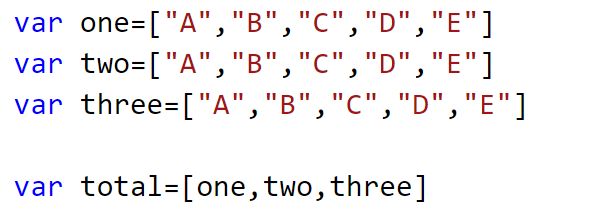 var one=["A","B","C","D","E"]
var two=["A","B","C","D","E"]
var three=["A","B","C","D","E"]
var total=[one,two,three]